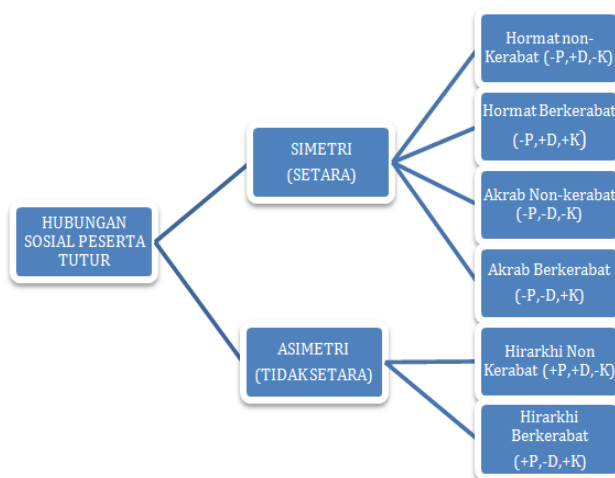 HUBUNGAN
SOSIAL PESERTA
TUTUR
SIMETRI
(SETARA)
ASIMETRI
(TIDAK SETARA)
Hormat non-
Kerabat (-P,+D,-K)
Hormat Berkerabat
(-P,+D,+K)
Akrab Non-kerabat
(-P,-D,-K)
Akrab Berkerabat
(-P,-D,+K)
Hirarkhi Non
Kerabat (+P,+D,-K)
Hirarkhi
Berkerabat
(+P,-D,+K)